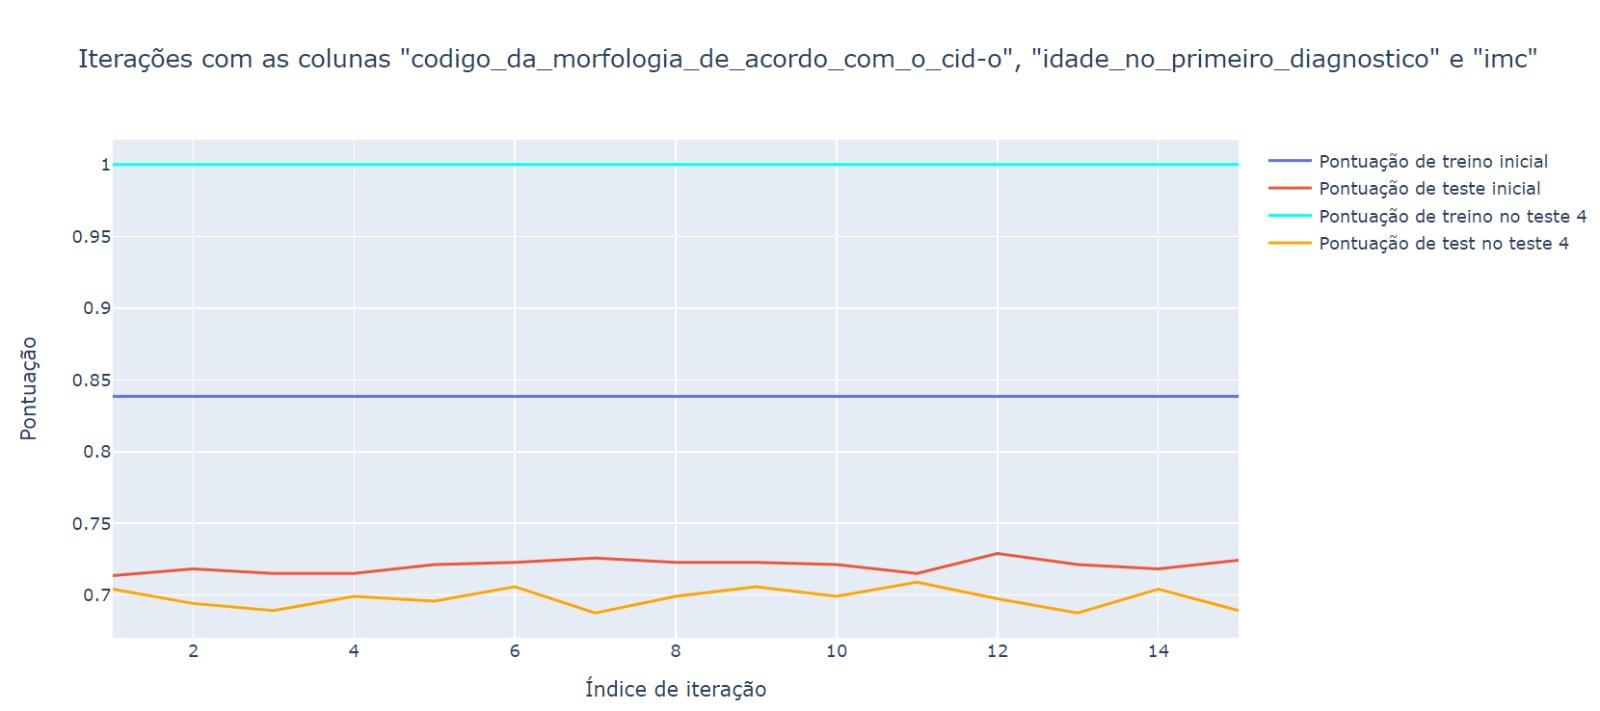 Iterações com as colunas "codigo_da_morfologia_de_acordo_com_o_cid-o", "idade_no_primeiro_diagnostico" e "imc"
Pontuação
1
0.95
0.9
0.85
0.8
0.75
0.7
2 4 6 8 10 12 14
Índice de iteração
Pontuação de treino inicial
Pontuação de teste inicial
Pontuação de treino no teste 4
Pontuação de test no teste 4